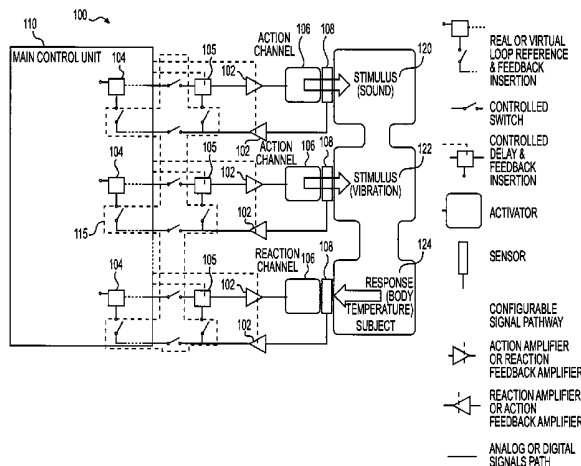 100
110
MAIN CONTROL UNIT
104
105
102
ACTION
CHANNEL
106
108
120
STIMULUS
(SOUND)
102
ACTION
CHANNEL
104
105
102
106
108
122
STIMULUS
(VIBRATION)
115
102
REACTION
CHANNEL
104
105
102
106
108
124
RESPONSE
(BODY
TEMPERATURE)
SUBJECT
102
REAL OR VIRTUAL
LOOP REFERENCE
& FEEDBACK
INSERTION
CONTROLLED
SWITCH
CONTROLLED
DELAY &
FEEDBACK
INSERTION
ACTIVATOR
SENSOR
CONFIGURABLE
SIGNAL PATHWAY
ACTION AMPLIFIER
OR REACTION
FEEDBACK AMPLIFIER
REACTION AMPLIFIER
OR ACTION
FEEDBACK AMPLIFIER
ANALOG OR DIGITAL
SIGNALS PATH